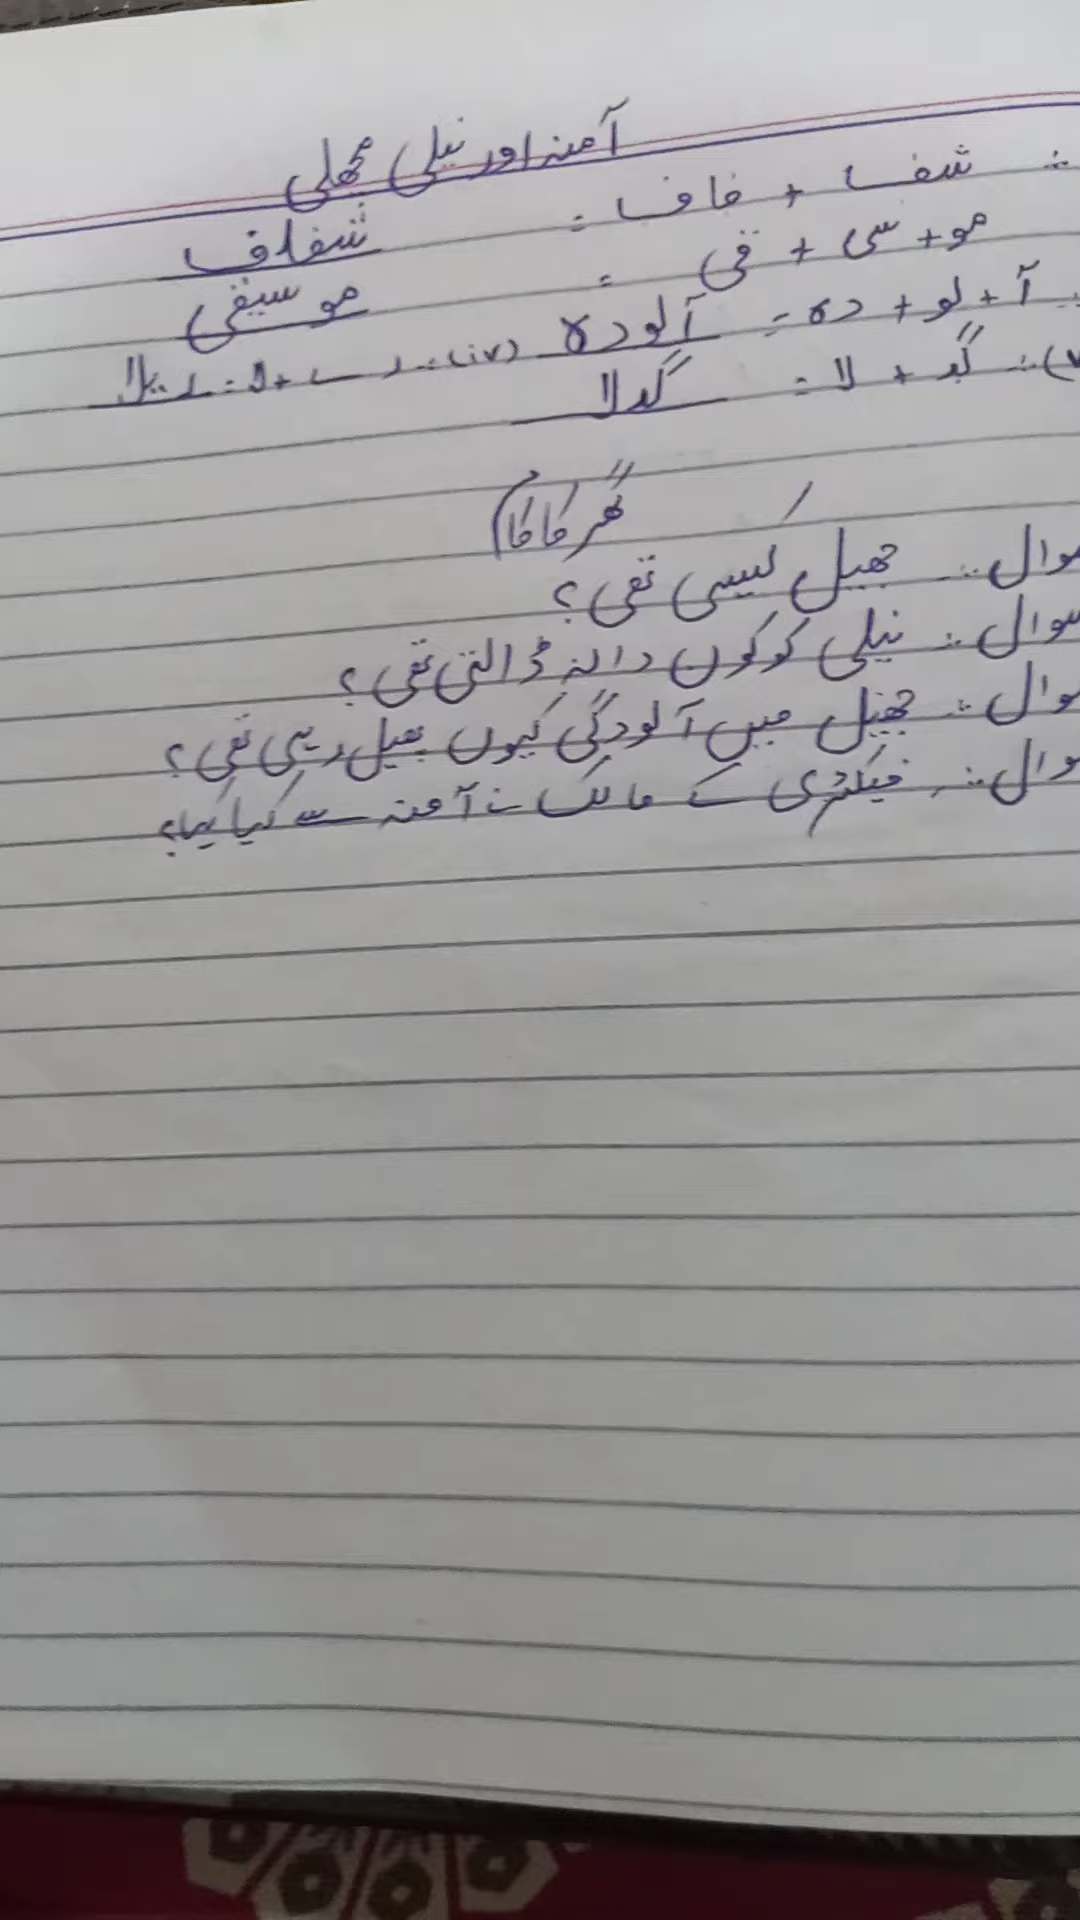 آمنہ اور نیلی مچھلی
شفا + فاف = شفاف
مو + سی + قی = موسیقی
آ + لو + دہ = آلودہ (iv)
گد + لا = گدلا
گھر کا کام
سوال:۔ جھیل کیسی تھی؟
سوال:۔ نیلی کو کون دانہ ڈالتی تھی؟
سوال:۔ جھیل میں آلودگی کیوں پھیل رہی تھی؟
سوال:۔ فیکٹری کے مالک نے آمنہ سے کیا کہا؟